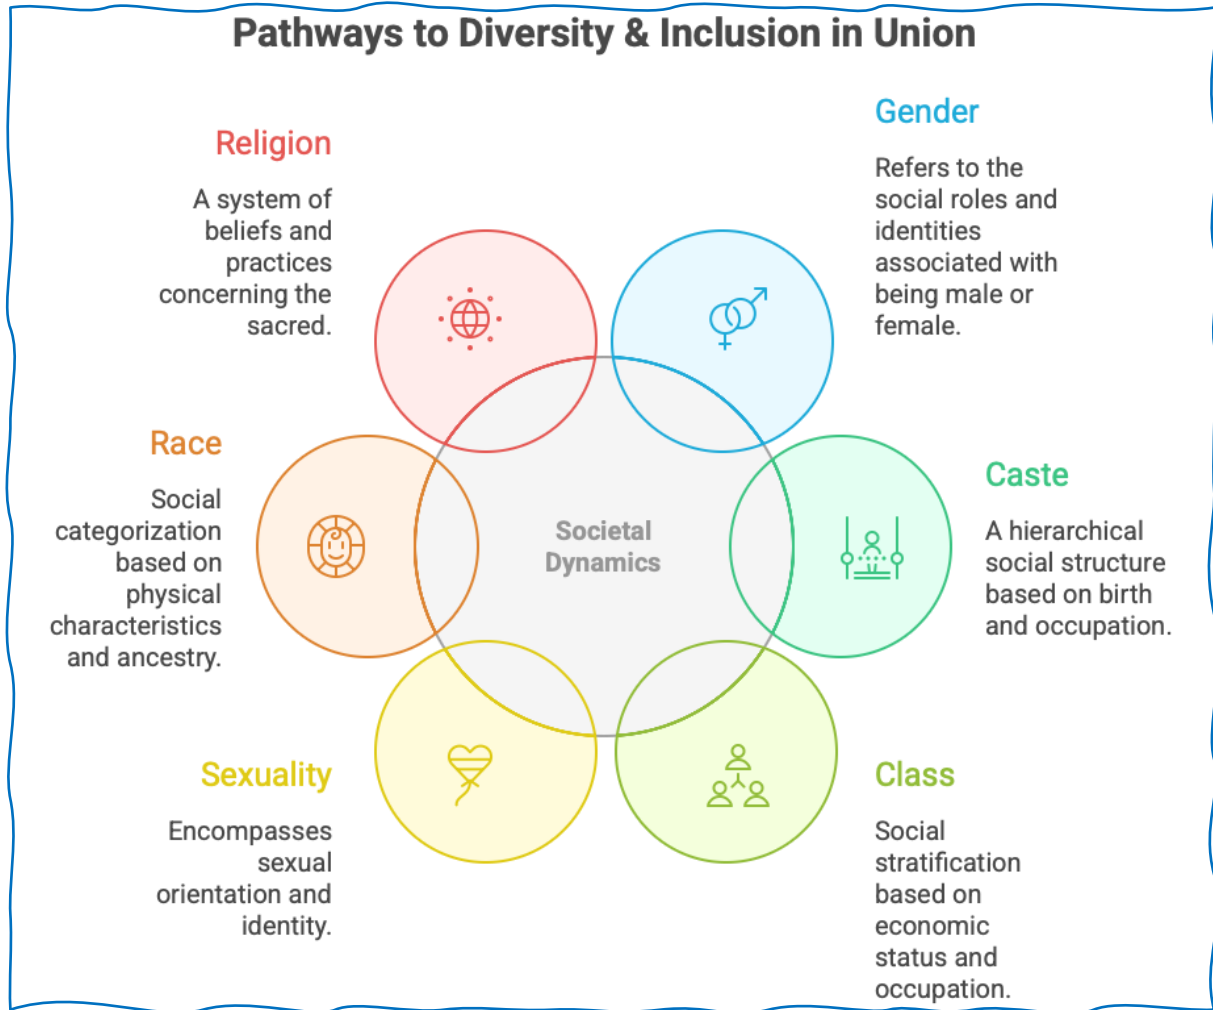 Pathways to Diversity & Inclusion in Union
Religion
A system of
beliefs and
practices
concerning the
sacred.
Gender
Refers to the
social roles and
identities
associated with
being male or
female.
Race
Social
categorization
based on
physical
characteristics
and ancestry.
Societal
Dynamics
Caste
A hierarchical
social structure
based on birth
and occupation.
Sexuality
Encompasses
sexual
orientation and
identity.
Class
Social
stratification
based on
economic
status and
occupation.